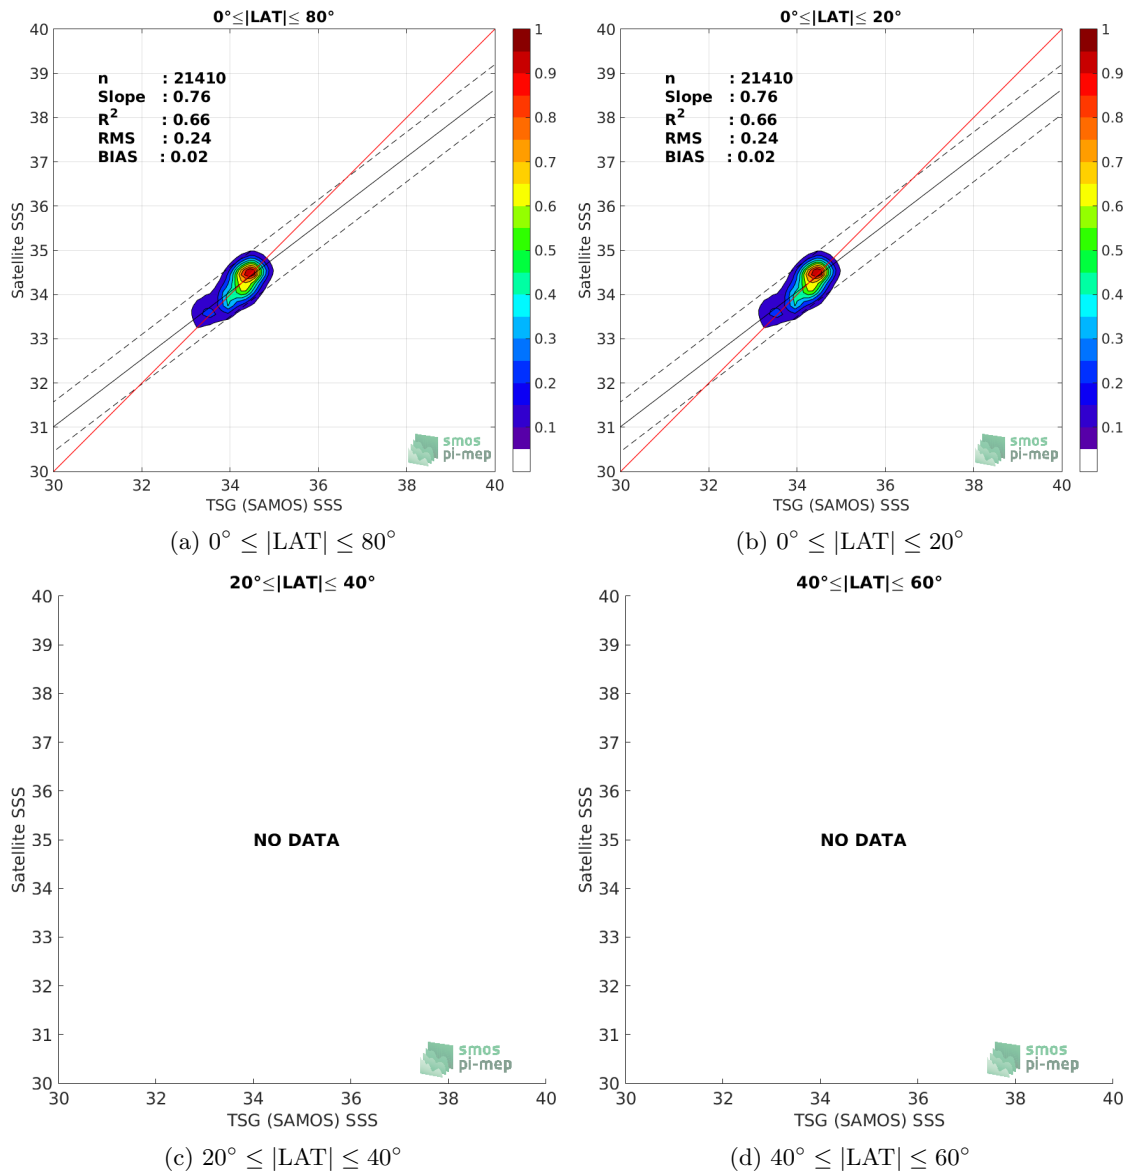 0°≤|LAT|≤ 80°
40
39
38
37
36
35
34
33
32
31
30
Satellite SSS
n : 21410
Slope : 0.76
R2 : 0.66
RMS : 0.24
BIAS : 0.02
smos
pi-mep
30 32 34 36 38 40
TSG (SAMOS) SSS
1
0.9
0.8
0.7
0.6
0.5
0.4
0.3
0.2
0.1
(a) 0° ≤ |LAT| ≤ 80°
0°≤|LAT|≤ 20°
40
39
38
37
36
35
34
33
32
31
30
Satellite SSS
n : 21410
Slope : 0.76
R2 : 0.66
RMS : 0.24
BIAS : 0.02
smos
pi-mep
30 32 34 36 38 40
TSG (SAMOS) SSS
1
0.9
0.8
0.7
0.6
0.5
0.4
0.3
0.2
0.1
(b) 0° ≤ |LAT| ≤ 20°
20°≤|LAT|≤ 40°
40
39
38
37
36
35
34
33
32
31
30
Satellite SSS
NO DATA
smos
pi-mep
30 32 34 36 38 40
TSG (SAMOS) SSS
(c) 20° ≤ |LAT| ≤ 40°
40°≤|LAT|≤ 60°
40
39
38
37
36
35
34
33
32
31
30
Satellite SSS
NO DATA
smos
pi-mep
30 32 34 36 38 40
TSG (SAMOS) SSS
(d) 40° ≤ |LAT| ≤ 60°